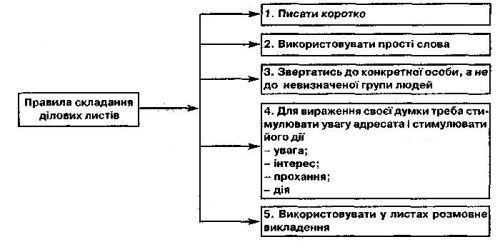 Правила складання
ділових листів
1. Писати коротко
2. Використовувати прості слова
3. Звертатись до конкретної особи, а не
до невизначеної групи людей
4. Для вираження своєї думки треба сти-
мулювати увагу адресата і стимулювати
його дії
– увага;
– інтерес;
– прохання;
– дія
5. Використовувати у листах розмовне
викладення